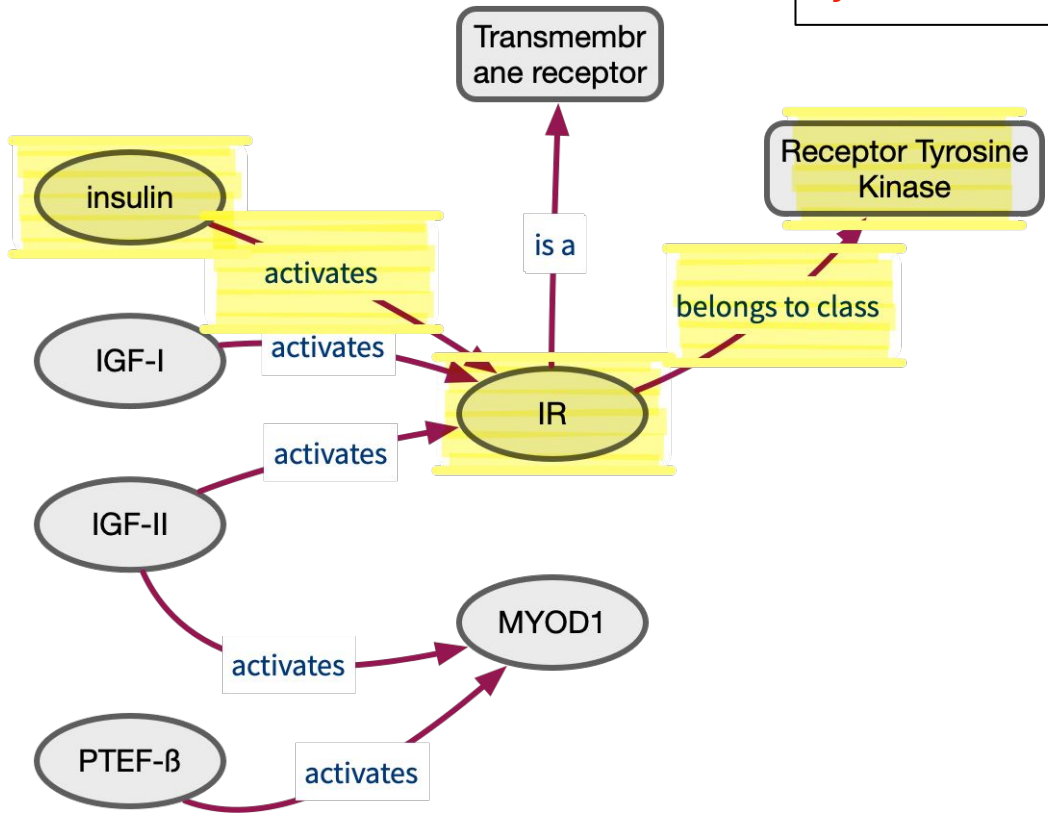 Transmembr
ane receptor
Receptor Tyrosine
Kinase
insulin
is a
activates
belongs to class
activates
IGF-I
IR
activates
IGF-II
MYOD1
activates
PTEF-ß
activates